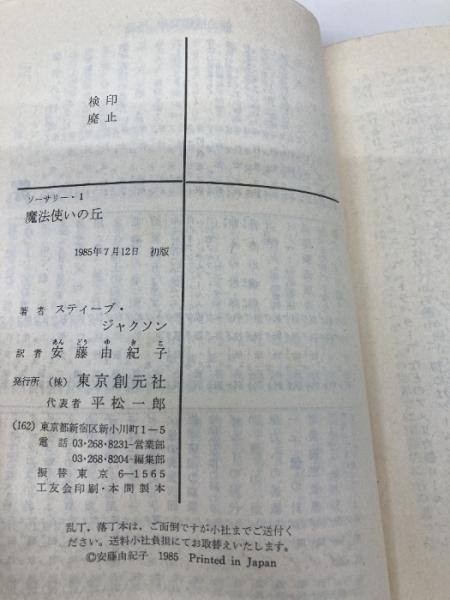 検印
廃止
ソーサリー・1
魔法使いの丘
1985年7月12日 初版
著者 スティーブ・
ジャクソン
あん どう ゆ き こ
訳者 安藤由紀子
発行所 (株) 東京創元社
代表者 平松一郎
(162) 東京都新宿区新小川町1-5
電話 03・268・8231-営業部
03・268・8204-編集部
振替東京 6-1565
工友会印刷・本間製本
乱丁,落丁本は,ご面倒ですが小社までご送付く
ださい。送料小社負担にてお取替えいたします。
©安藤由紀子 1985 Printed in Japan